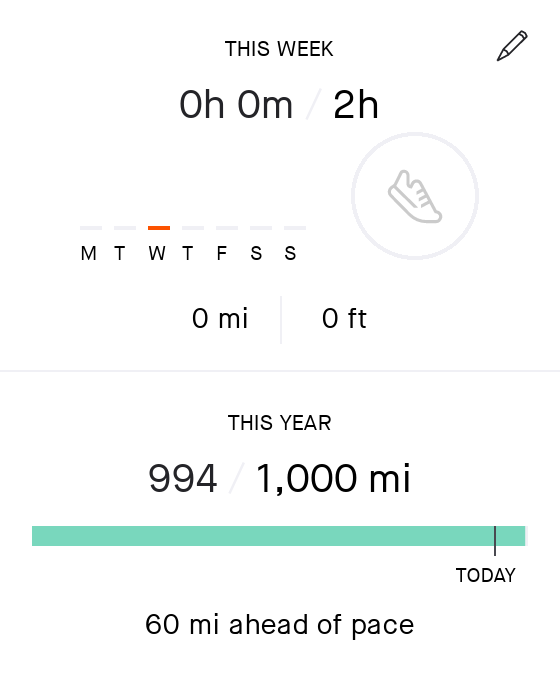 THIS WEEK
0h 0m / 2h
M T W T F S S
0 mi 0 ft
THIS YEAR
994 / 1,000 mi
TODAY
60 mi ahead of pace